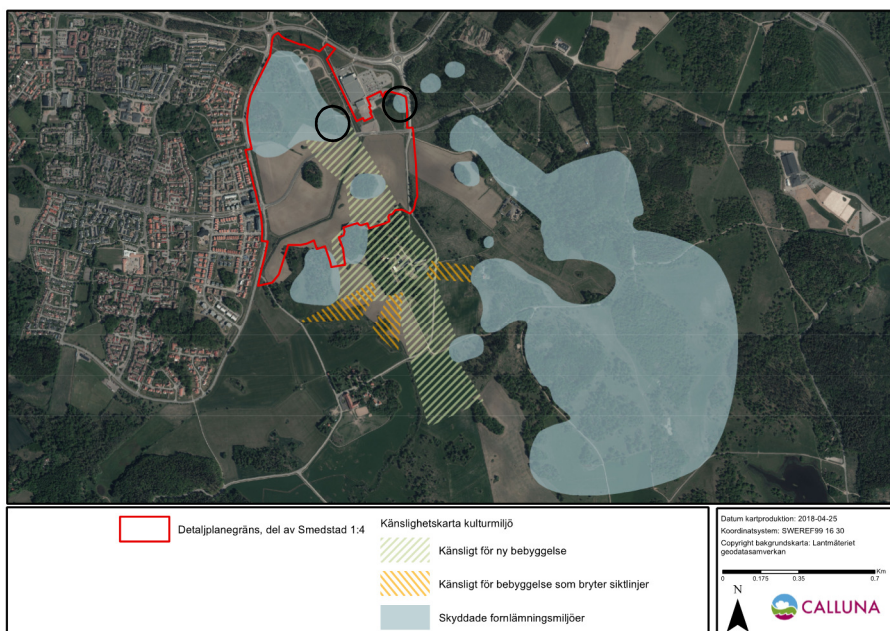 Detaljplanegräns, del av Smedstad 1:4
Känslighetskarta kulturmiljö
Känsligt för ny bebyggelse
Känsligt för bebyggelse som bryter siktlinjer
Skyddade fornlämningsmiljöer
Datum kartproduktion: 2018-04-25
Koordinatsystem: SWEREF99 16 30
Copyright bakgrundskarta: Lantmäteriet
geodatasamverkan
Km
0 0.175 0.35 0.7
N
CALLUNA